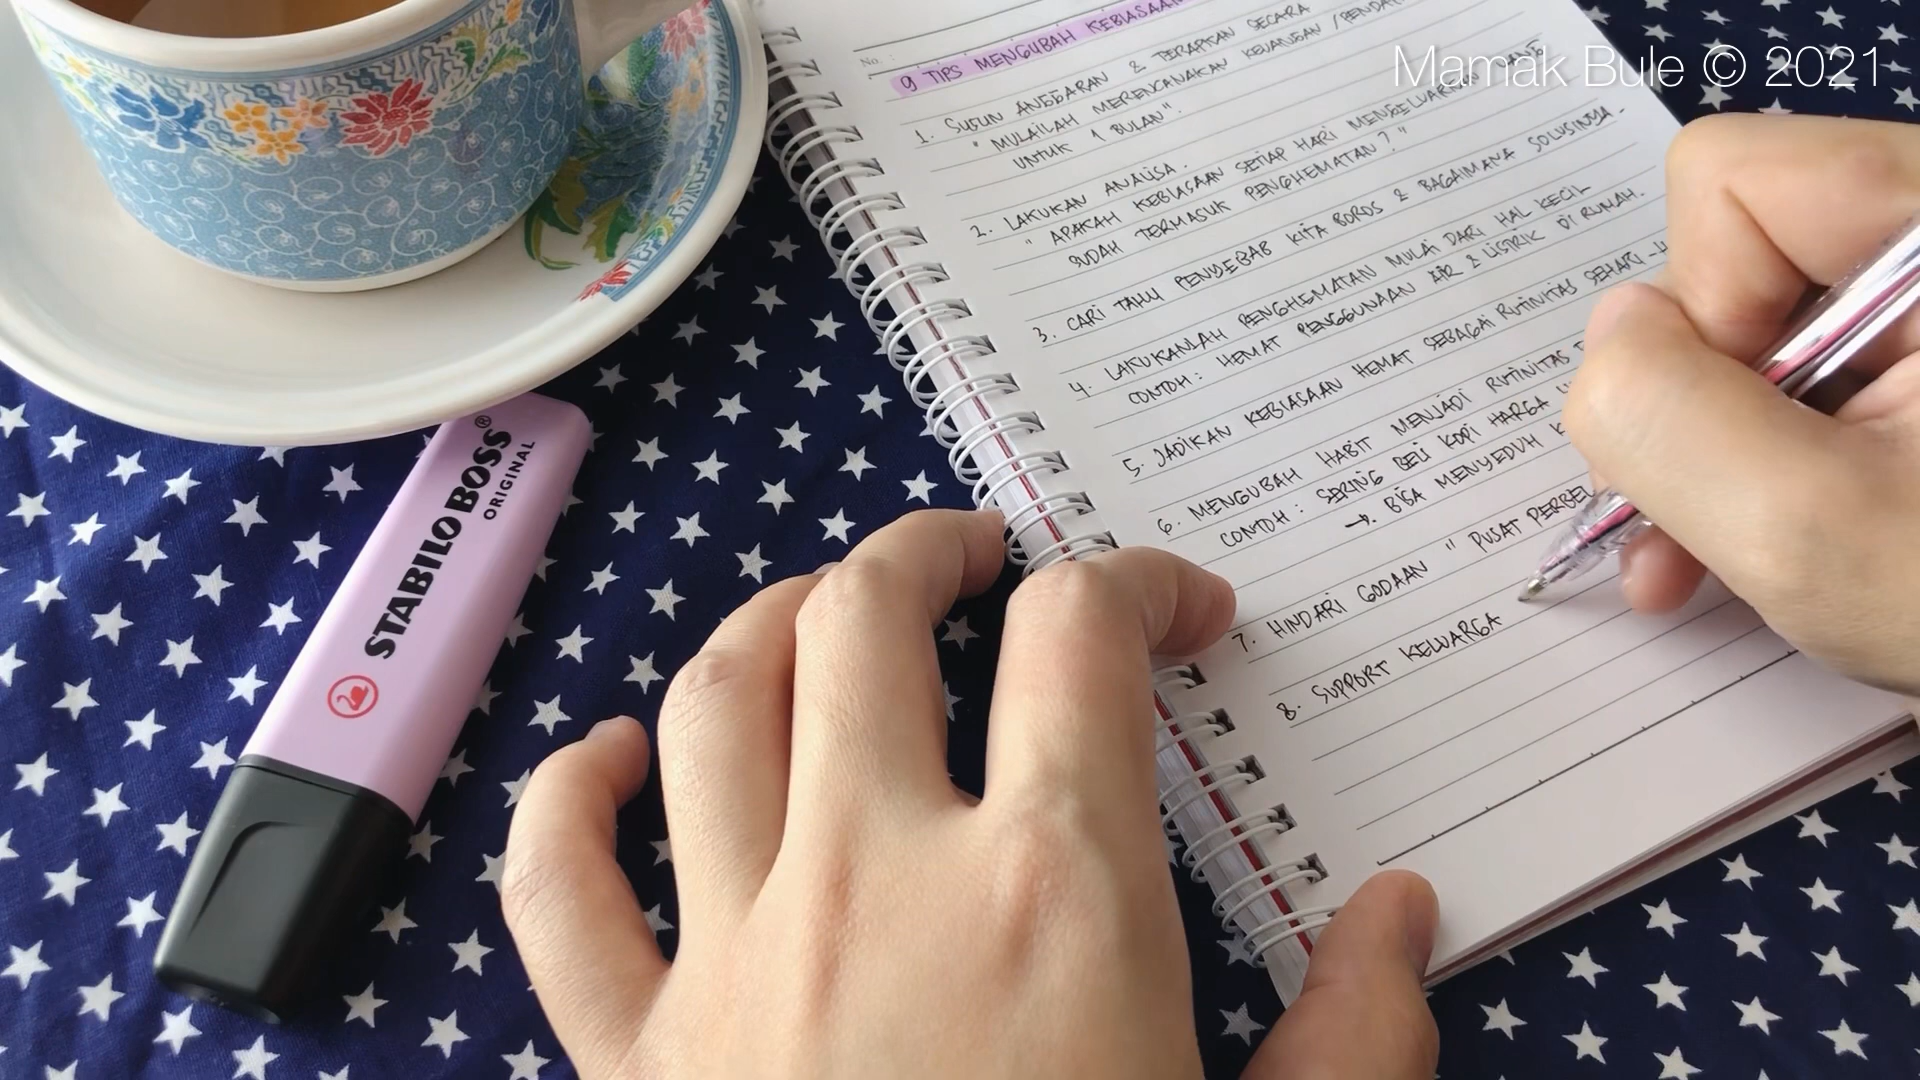 Mamak Bule © 2021
No. :
9 TIPS MENGUBAH KEBIASAAN
1. SUSUN ANGGARAN & TERAPKAN SECARA
" MULAILAH MERENCANAKAN KEUANGAN /
UNTUK 1 BULAN".
2. LAKUKAN ANALISA.
" APAKAH KEBIASAAN SETIAP HARI MENGELUARKAN UANG
SUDAH TERMASUK PENGHEMATAN ? "
3. CARI TAHU PENYEBAB KITA BOROS & BAGAIMANA SOLUSINYA.
4. LAKUKANLAH PENGHEMATAN MULAI DARI HAL KECIL
CONTOH : HEMAT PENGGUNAAN AIR & LISTRIK DI RUMAH.
5. JADIKAN KEBIASAAN HEMAT SEBAGAI RUTINITAS SEHARI -
6. MENGUBAH HABIT MENJADI RUTINITAS
CONTOH : SERING BELI KOPI HARGA
→ BISA MENYEDUH
7. HINDARI GODAAN " PUSAT PERBEL
8. SUPPORT KELUARGA
STABILO BOSS®
ORIGINAL